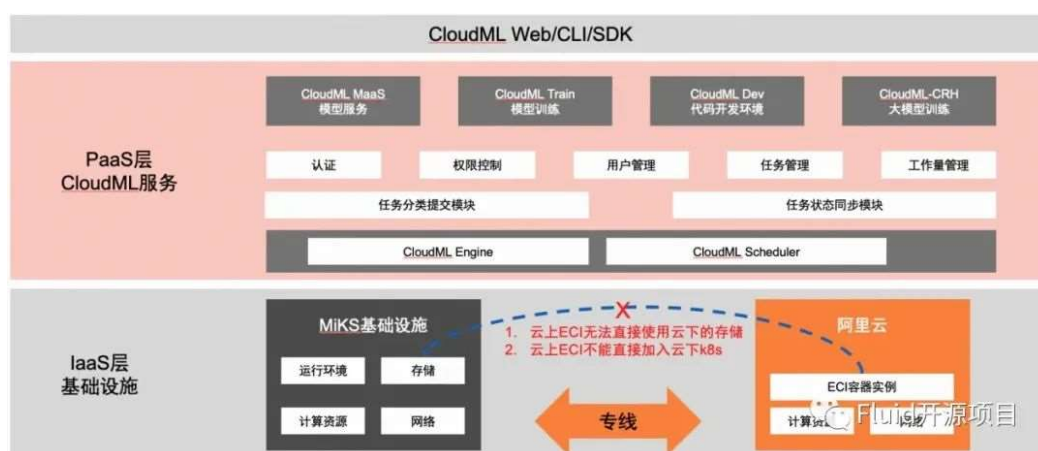 CloudML Web/CLI/SDK
CloudML MaaS
模型服务
CloudML Train
模型训练
CloudML Dev
代码开发环境
CloudML-CRH
大模型训练
PaaS层
CloudML服务
认证
权限控制
用户管理
任务管理
工作量管理
任务分类提交模块
任务状态同步模块
CloudML Engine
CloudML Scheduler
IaaS层
基础设施
MiKS基础设施
运行环境
存储
计算资源
网络
X
1. 云上ECI无法直接使用云下的存储
2. 云上ECI不能直接加入云下k8s
专线
阿里云
ECI容器实例
计算资源
网络
Fluid开源项目